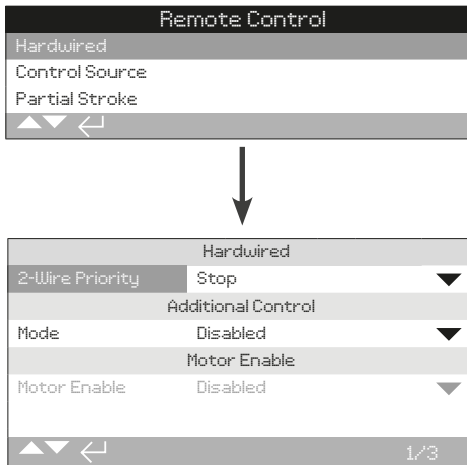 Remote Control
Hardwired
Control Source
Partial Stroke
Hardwired
2-Wire Priority Stop
Additional Control
Mode Disabled
Motor Enable
Motor Enable Disabled
1/3